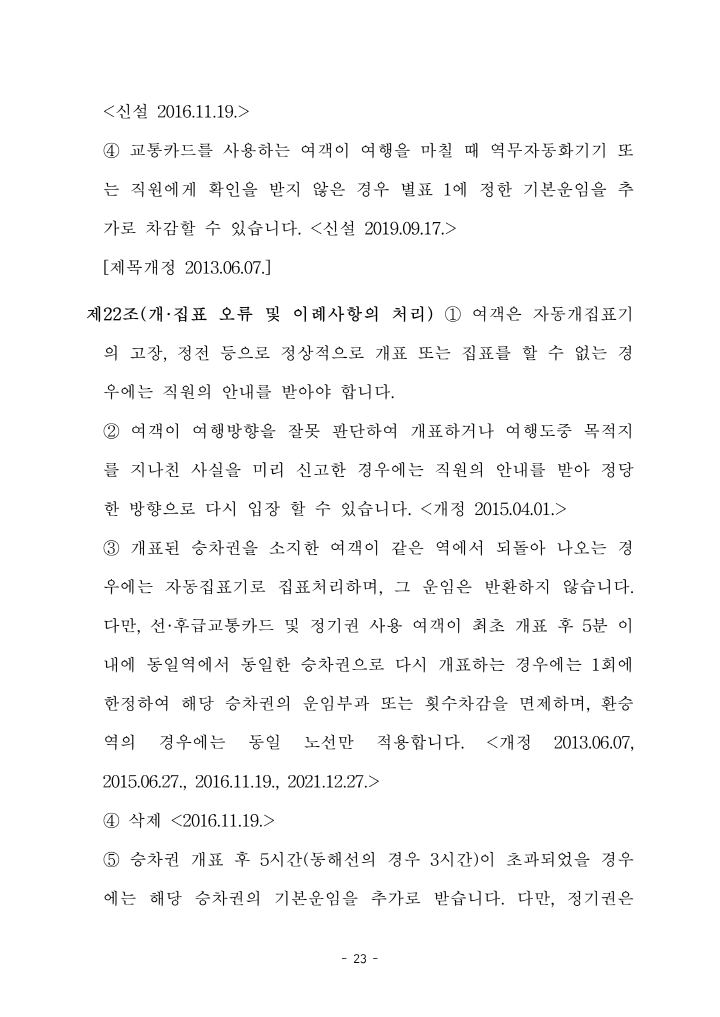 <신설 2016.11.19.>
④ 교통카드를 사용하는 여객이 여행을 마칠 때 역무자동화기기 또
는 직원에게 확인을 받지 않은 경우 별표 1에 정한 기본운임을 추
가로 차감할 수 있습니다. <신설 2019.09.17.>
[제목개정 2013.06.07.]
제22조(개·집표 오류 및 이례사항의 처리) ① 여객은 자동개집표기
의 고장, 정전 등으로 정상적으로 개표 또는 집표를 할 수 없는 경
우에는 직원의 안내를 받아야 합니다.
② 여객이 여행방향을 잘못 판단하여 개표하거나 여행도중 목적지
를 지나친 사실을 미리 신고한 경우에는 직원의 안내를 받아 정당
한 방향으로 다시 입장 할 수 있습니다. <개정 2015.04.01.>
③ 개표된 승차권을 소지한 여객이 같은 역에서 되돌아 나오는 경
우에는 자동집표기로 집표처리하며, 그 운임은 반환하지 않습니다.
다만, 선·후급교통카드 및 정기권 사용 여객이 최초 개표 후 5분 이
내에 동일역에서 동일한 승차권으로 다시 개표하는 경우에는 1회에
한정하여 해당 승차권의 운임부과 또는 횟수차감을 면제하며, 환승
역의 경우에는 동일 노선만 적용합니다. <개정 2013.06.07,
2015.06.27., 2016.11.19., 2021.12.27.>
④ 삭제 <2016.11.19.>
⑤ 승차권 개표 후 5시간(동해선의 경우 3시간)이 초과되었을 경우
에는 해당 승차권의 기본운임을 추가로 받습니다. 다만, 정기권은
- 23 -